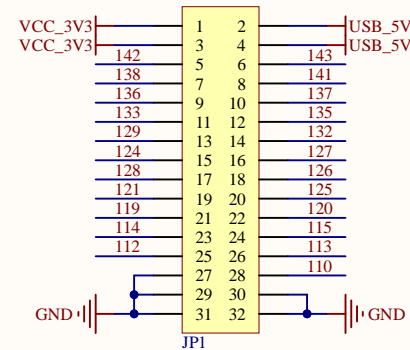 VCC_3V3 1 2 USB_5V
VCC_3V3 3 4 USB_5V
142 5 6 143
138 7 8 141
136 9 10 137
133 11 12 135
129 13 14 132
124 15 16 127
128 17 18 126
121 19 20 125
119 21 22 120
114 23 24 115
112 25 26 113
27 28 110
29 30
GND 31 32 GND
JP1